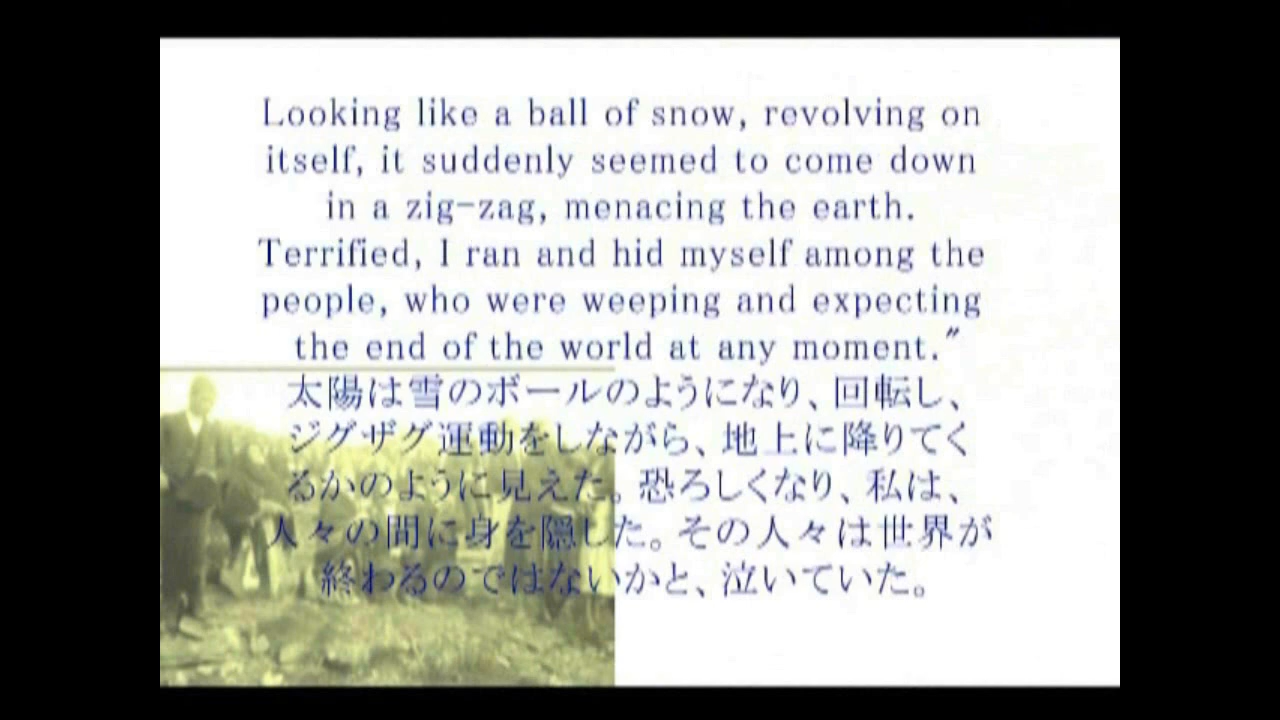 Looking like a ball of snow, revolving on
itself, it suddenly seemed to come down
in a zig-zag, menacing the earth.
Terrified, I ran and hid myself among the
people, who were weeping and expecting
the end of the world at any moment.”
太陽は雪のボールのようになり、回転し、
ジグザグ運動をしながら、地上に降りてく
るかのように見えた。恐ろしくなり、私は、
人々の間に身を隠した。その人々は世界が
終わるのではないかと、泣いていた。